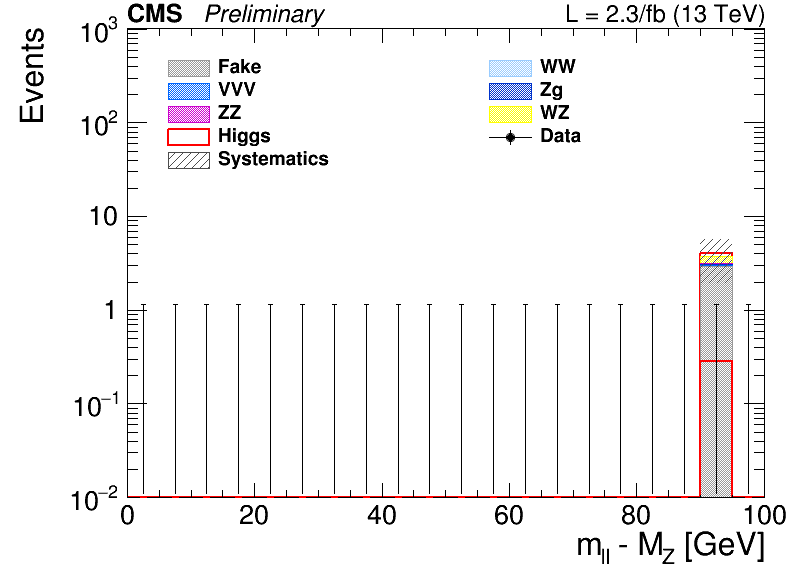 CMS Preliminary L = 2.3/fb (13 TeV)
Events
10³
10²
10
1
10⁻¹
10⁻²
Fake
VVV
ZZ
Higgs
Systematics
WW
Zg
WZ
Data
0 20 40 60 80 100
m_ll - M_Z [GeV]